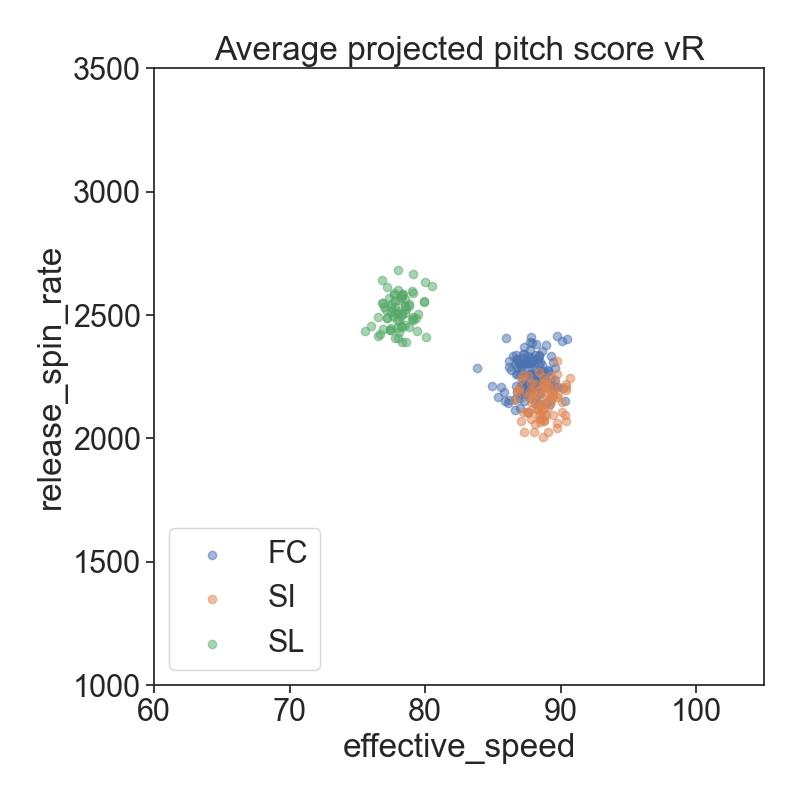 Average projected pitch score vR
3500
3000
2500
2000
1500
1000
release_spin_rate
FC
SI
SL
60 70 80 90 100
effective_speed